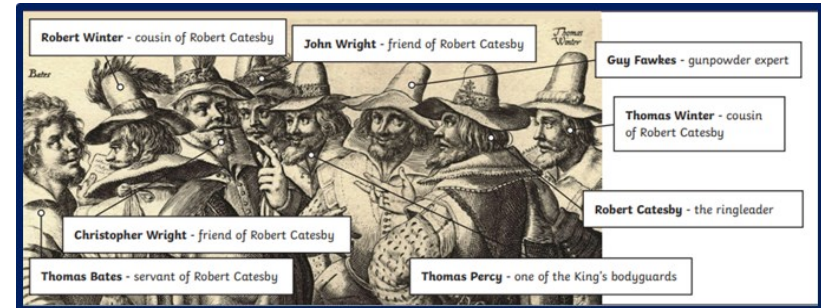 Robert Winter - cousin of Robert Catesby
John Wright - friend of Robert Catesby
Thomas
Winter
Guy Fawkes - gunpowder expert
Bates
Thomas Winter - cousin
of Robert Catesby
Robert Catesby - the ringleader
Christopher Wright - friend of Robert Catesby
Thomas Bates - servant of Robert Catesby
Thomas Percy - one of the King's bodyguards